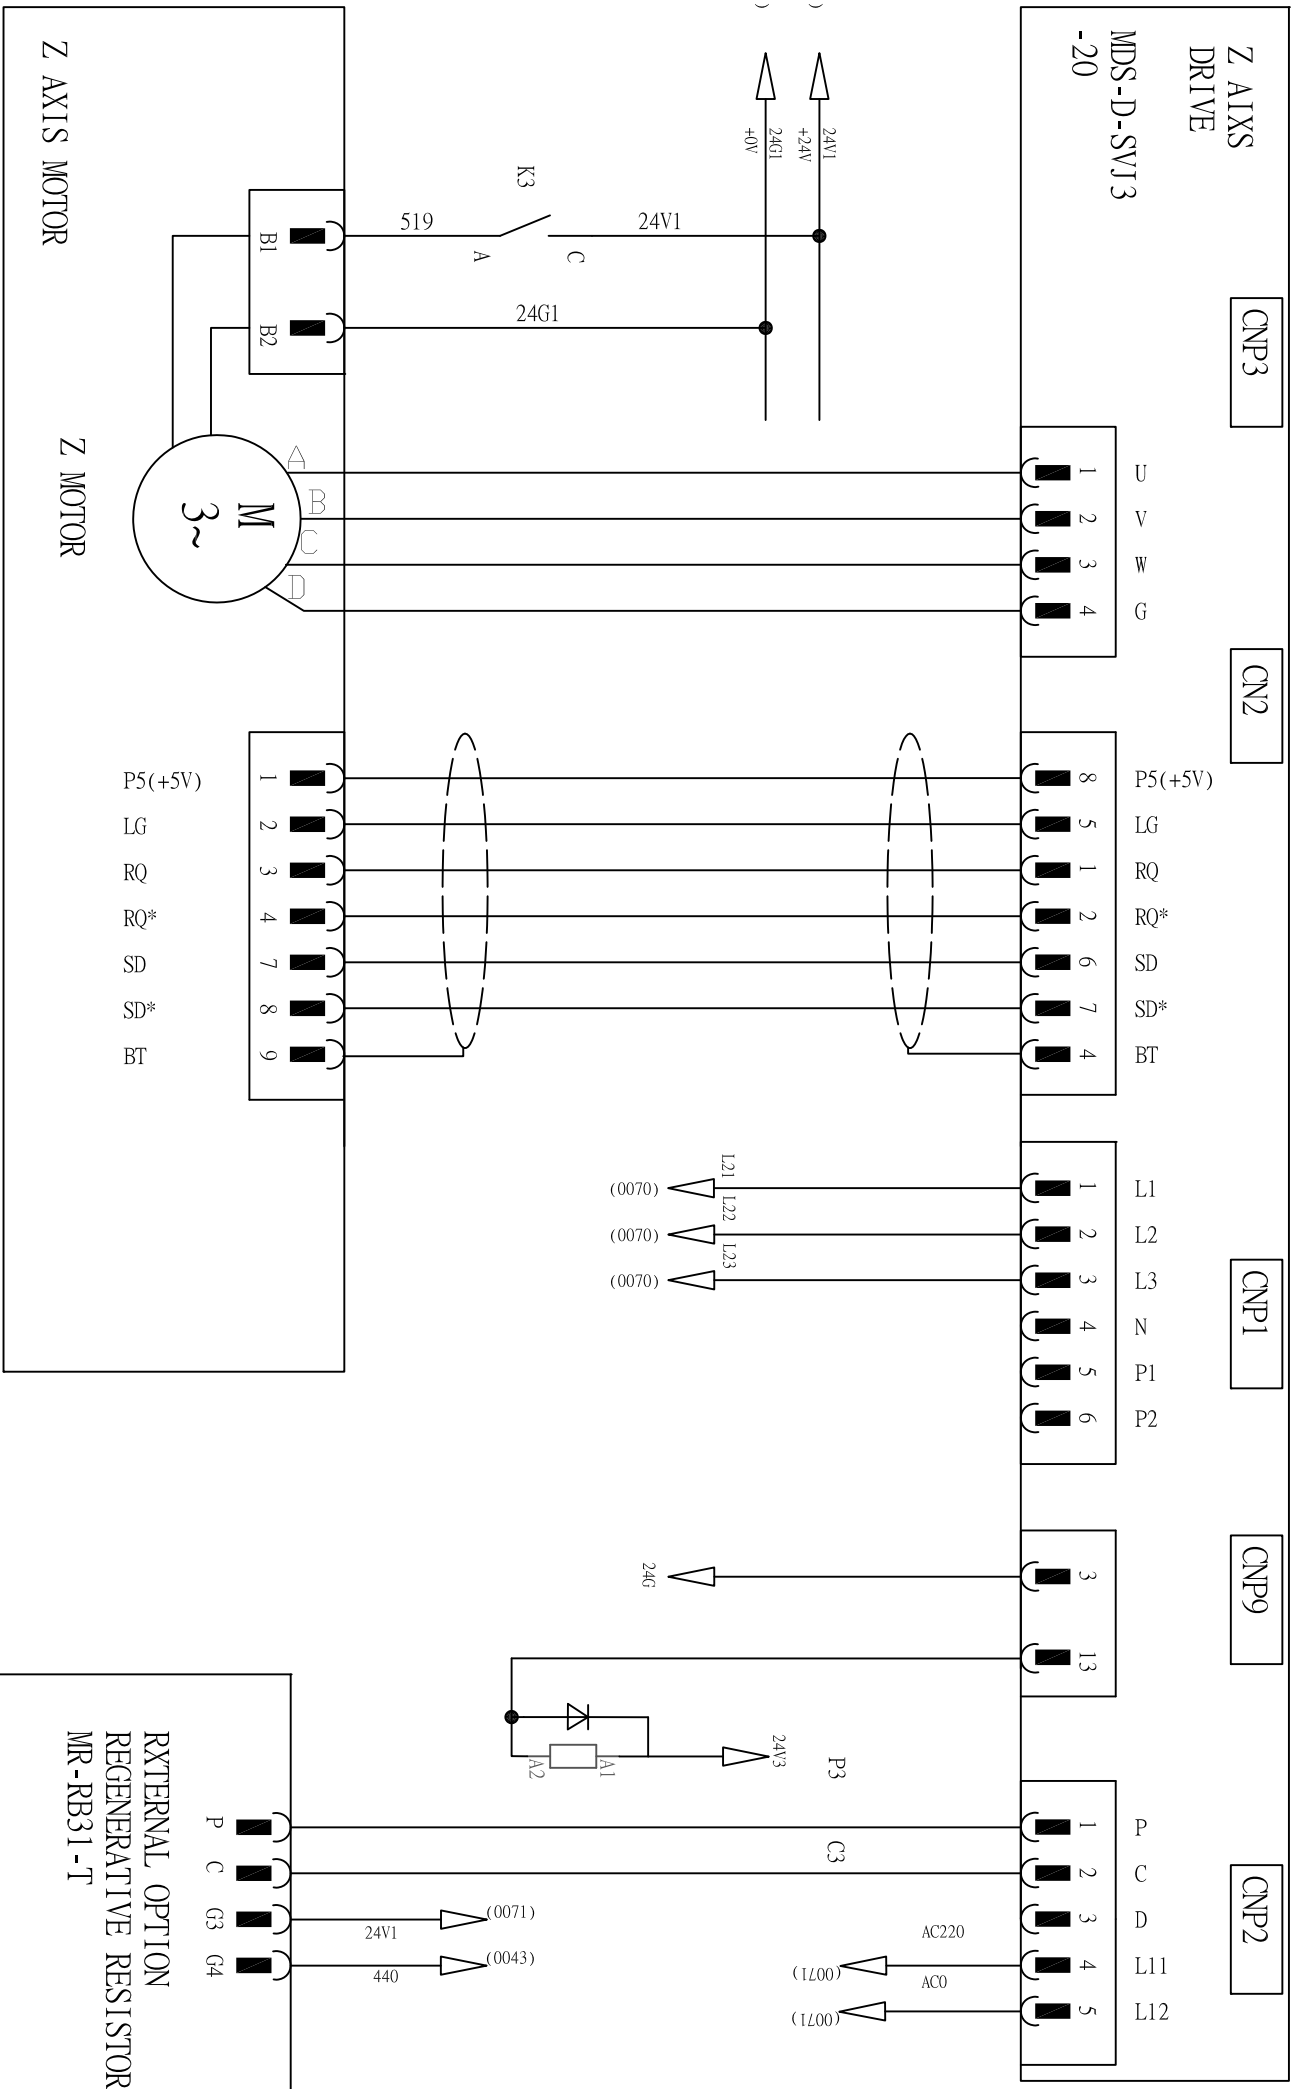 Z AIXS
DRIVE
MDS-D-SVJ3
-20
CNP3
CN2
CNP1
CNP9
CNP2
1 U
2 V
3 W
4 G
8 P5(+5V)
5 LG
1 RQ
2 RQ*
6 SD
7 SD*
4 BT
1 L1
2 L2
3 L3
4 N
5 P1
6 P2
3
13
1 P
2 C
3 D
4 L11
5 L12
)
)
24V1
+24V
24G1
+0V
K3
519
A
C
24V1
24G1
B1
B2
Z AXIS MOTOR
Z MOTOR
M
3~
A
B
C
D
P5(+5V) 1
LG 2
RQ 3
RQ* 4
SD 7
SD* 8
BT 9
L21
(0070)
L22
(0070)
L23
(0070)
24G
24V3
A1
A2
P3
C3
AC220
(0071)
AC0
(0071)
P
C
G3
G4
24V1
(0071)
440
(0043)
RXTERNAL OPTION
REGENERATIVE RESISTOR
MR-RB31-T